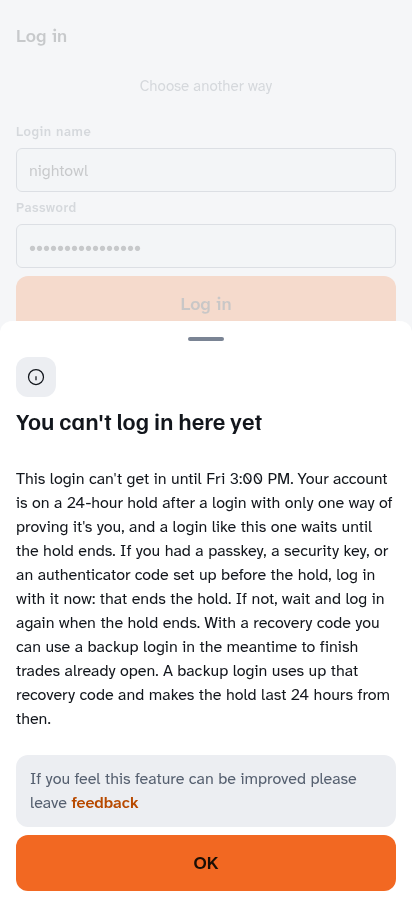 Log in
Choose another way
Login name
nightowl
Password
Log in
You can't log in here yet
This login can't get in until Fri 3:00 PM. Your account
is on a 24-hour hold after a login with only one way of
proving it's you, and a login like this one waits until
the hold ends. If you had a passkey, a security key, or
an authenticator code set up before the hold, log in
with it now: that ends the hold. If not, wait and log in
again when the hold ends. With a recovery code you
can use a backup login in the meantime to finish
trades already open. A backup login uses up that
recovery code and makes the hold last 24 hours from
then.
If you feel this feature can be improved please
leave feedback
OK